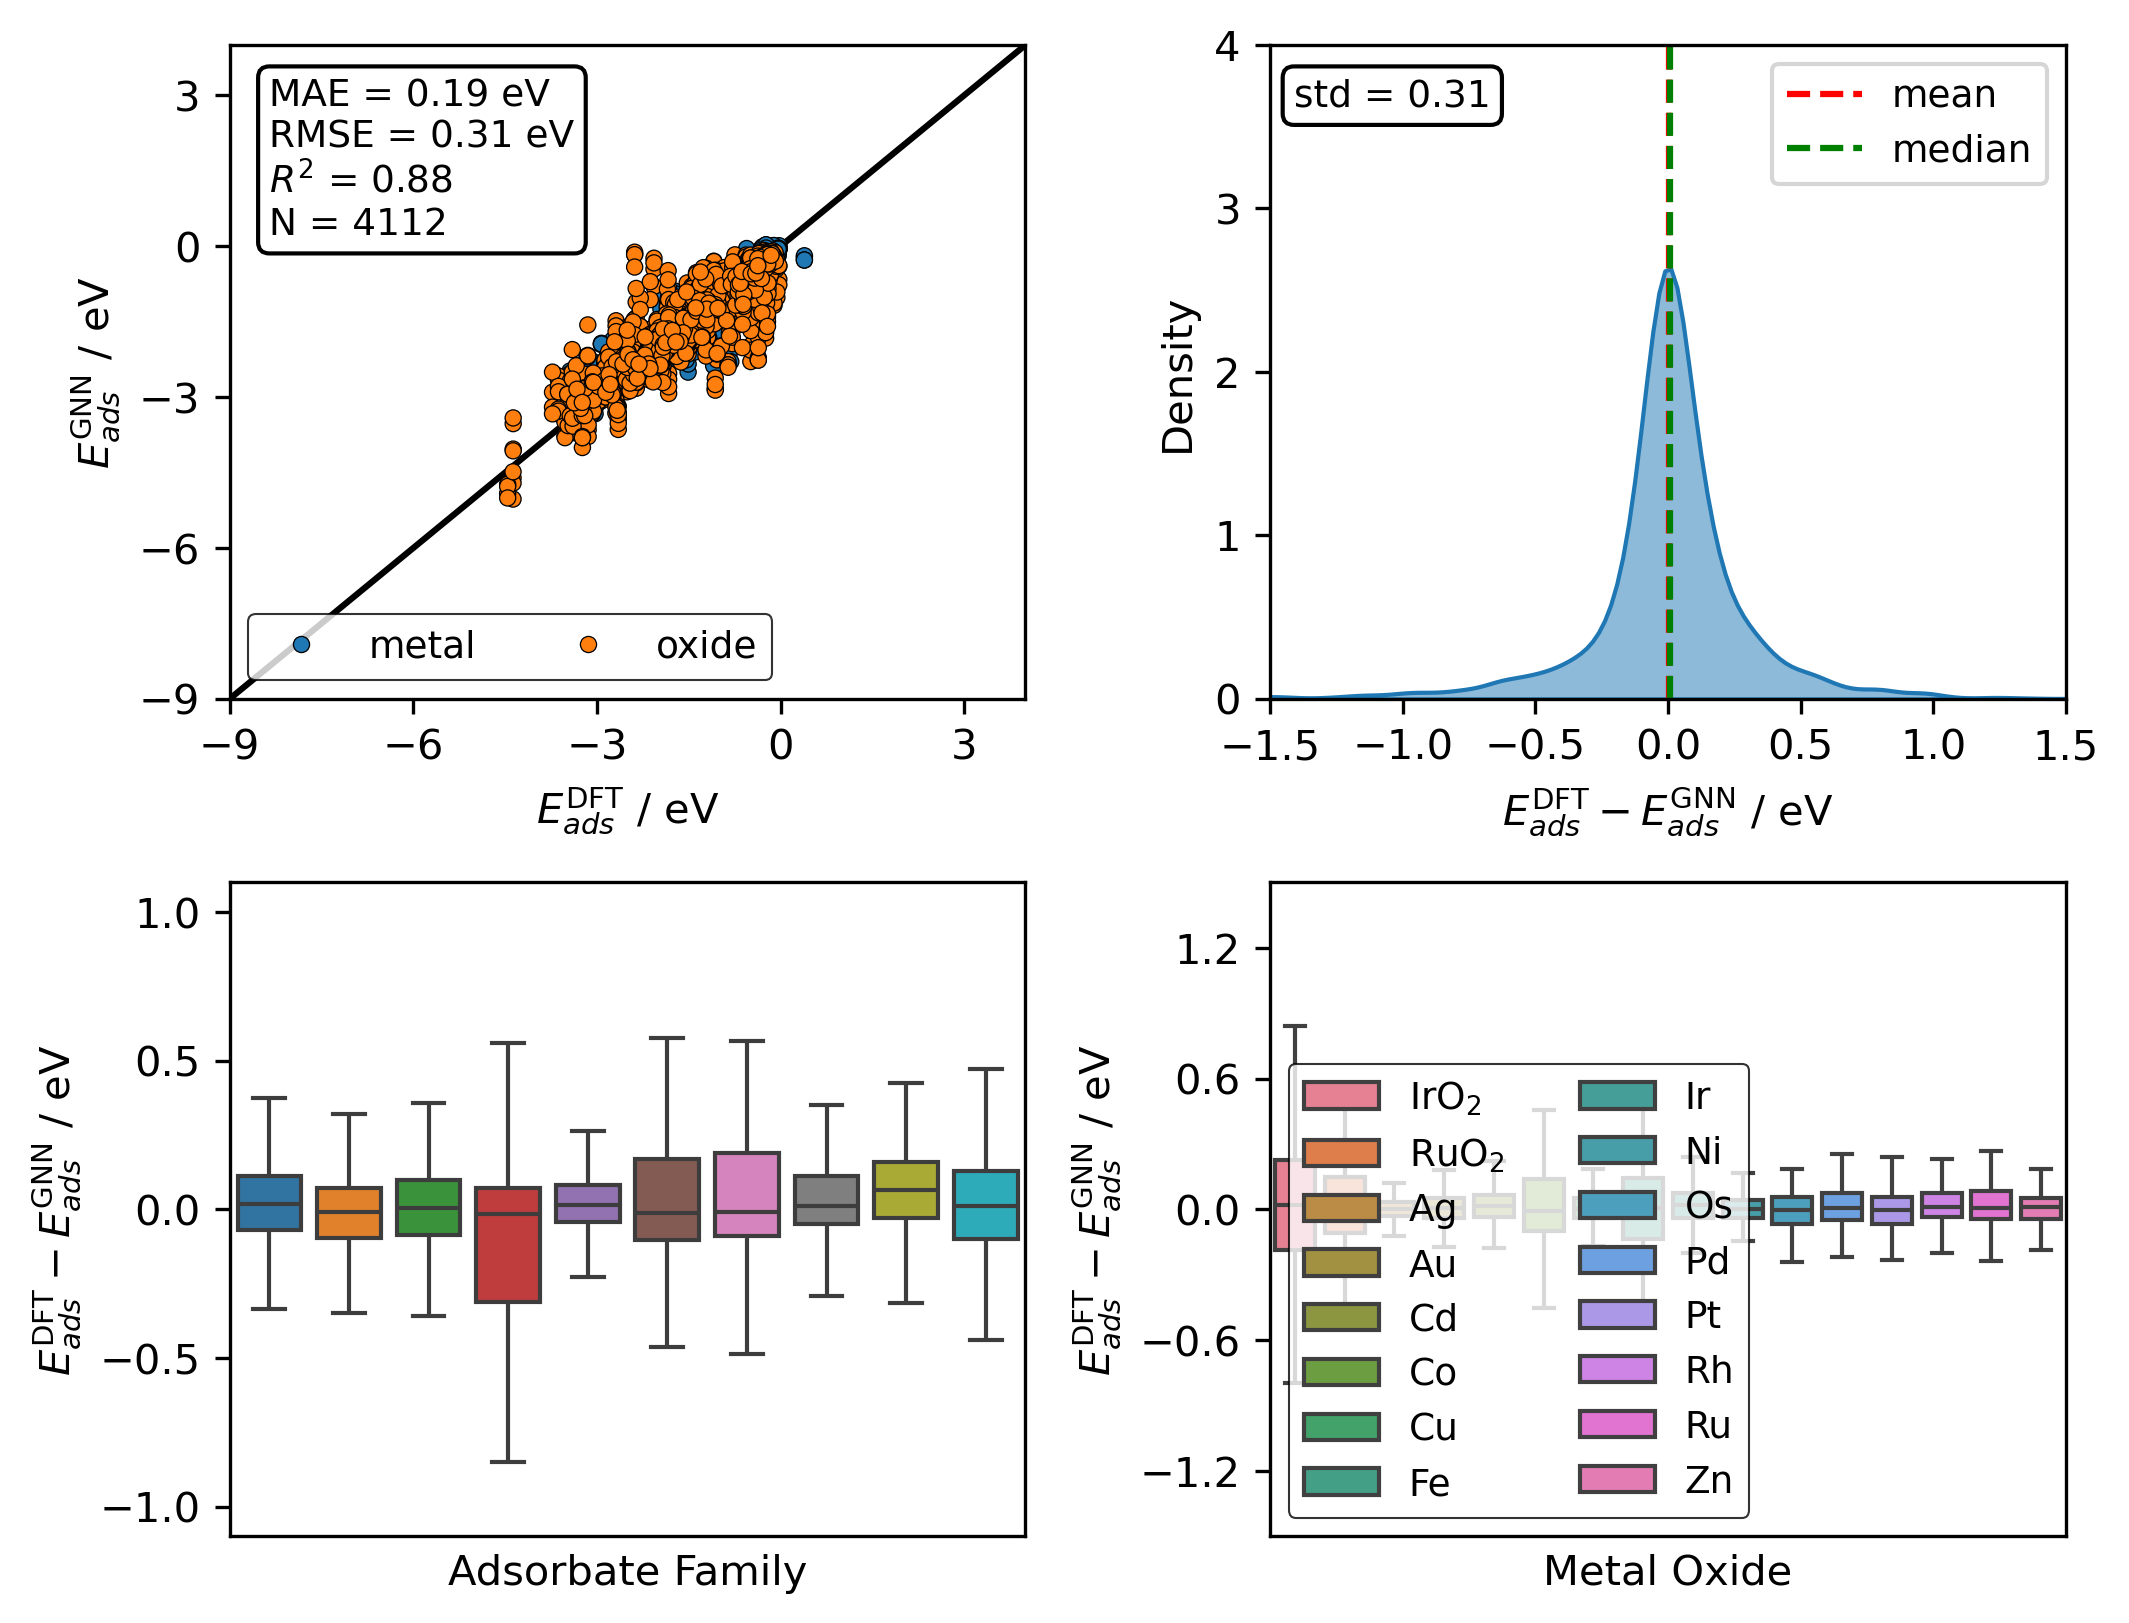 MAE = 0.19 eV
RMSE = 0.31 eV
R² = 0.88
N = 4112
3
0
−3
−6
−9
E_ads^GNN / eV
metal
oxide
−9
−6
−3
0
3
E_ads^DFT / eV
std = 0.31
mean
median
4
3
2
1
0
Density
−1.5
−1.0
−0.5
0.0
0.5
1.0
1.5
E_ads^DFT − E_ads^GNN / eV
1.0
0.5
0.0
−0.5
−1.0
E_ads^DFT − E_ads^GNN / eV
Adsorbate Family
1.2
0.6
0.0
−0.6
−1.2
E_ads^DFT − E_ads^GNN / eV
IrO₂
RuO₂
Ag
Au
Cd
Co
Cu
Fe
Ir
Ni
Os
Pd
Pt
Rh
Ru
Zn
Metal Oxide